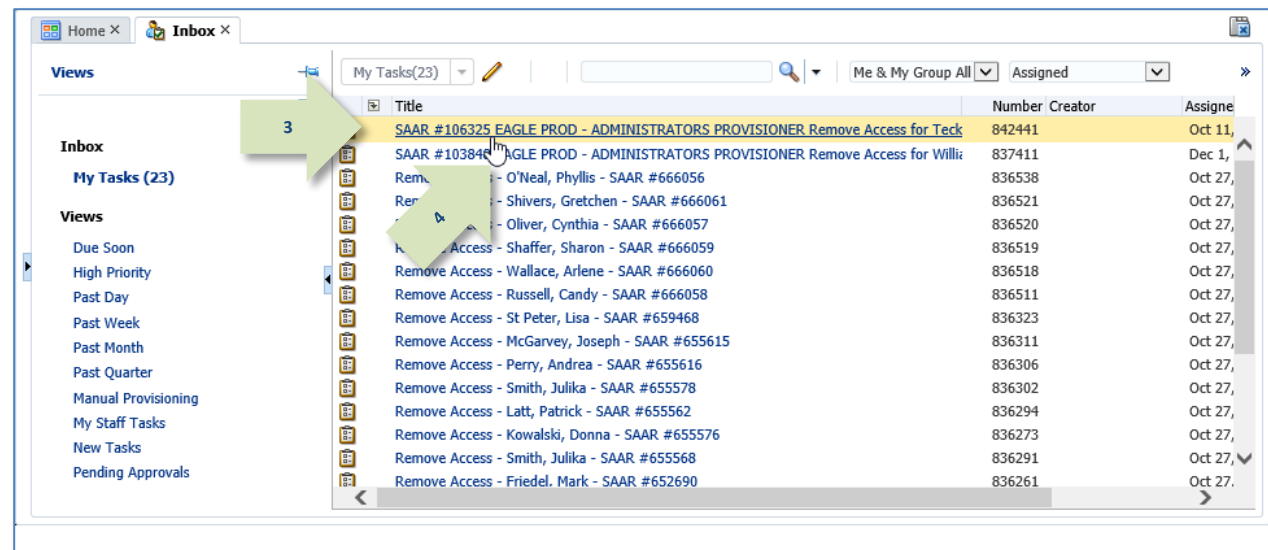 Home × Inbox ×
Views My Tasks(23) Me & My Group All Assigned »
Title Number Creator Assigne
3 SAAR #106325 EAGLE PROD - ADMINISTRATORS PROVISIONER Remove Access for Teck 842441 Oct 11,
Inbox SAAR AGLE PROD - ADMINISTRATORS PROVISIONER Remove Access for Willia 837411 Dec 1,
My Tasks (23) - O'Neal, Phyllis - SAAR #666056 836538 Oct 27,
- Shivers, Gretchen - SAAR #666061 836521 Oct 27,
Views 4 - Oliver, Cynthia - SAAR #666057 836520 Oct 27,
Due Soon Access - Shaffer, Sharon - SAAR #666059 836519 Oct 27,
High Priority Remove Access - Wallace, Arlene - SAAR #666060 836518 Oct 27,
Past Day Remove Access - Russell, Candy - SAAR #666058 836511 Oct 27,
Past Week Remove Access - St Peter, Lisa - SAAR #659468 836323 Oct 27,
Past Month Remove Access - McGarvey, Joseph - SAAR #655615 836311 Oct 27,
Past Quarter Remove Access - Perry, Andrea - SAAR #655616 836306 Oct 27,
Manual Provisioning Remove Access - Smith, Julika - SAAR #655578 836302 Oct 27,
My Staff Tasks Remove Access - Latt, Patrick - SAAR #655562 836294 Oct 27,
New Tasks Remove Access - Kowalski, Donna - SAAR #655576 836273 Oct 27,
Pending Approvals Remove Access - Smith, Julika - SAAR #655568 836291 Oct 27,
Remove Access - Friedel, Mark - SAAR #652690 836261 Oct 27,